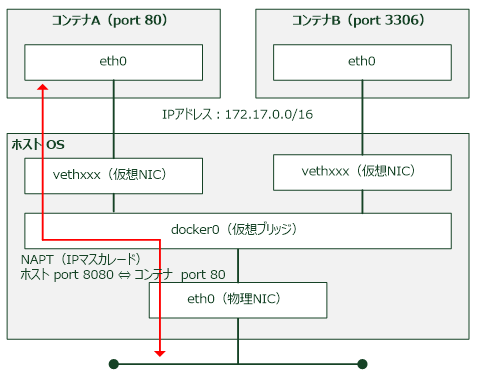 コンテナA（port 80）
コンテナB（port 3306）
eth0
eth0
IPアドレス：172.17.0.0/16
ホストOS
vethxxx（仮想NIC）
vethxxx（仮想NIC）
docker0（仮想ブリッジ）
NAPT（IPマスカレード）
ホスト port 8080 ⇔ コンテナ port 80
eth0（物理NIC）